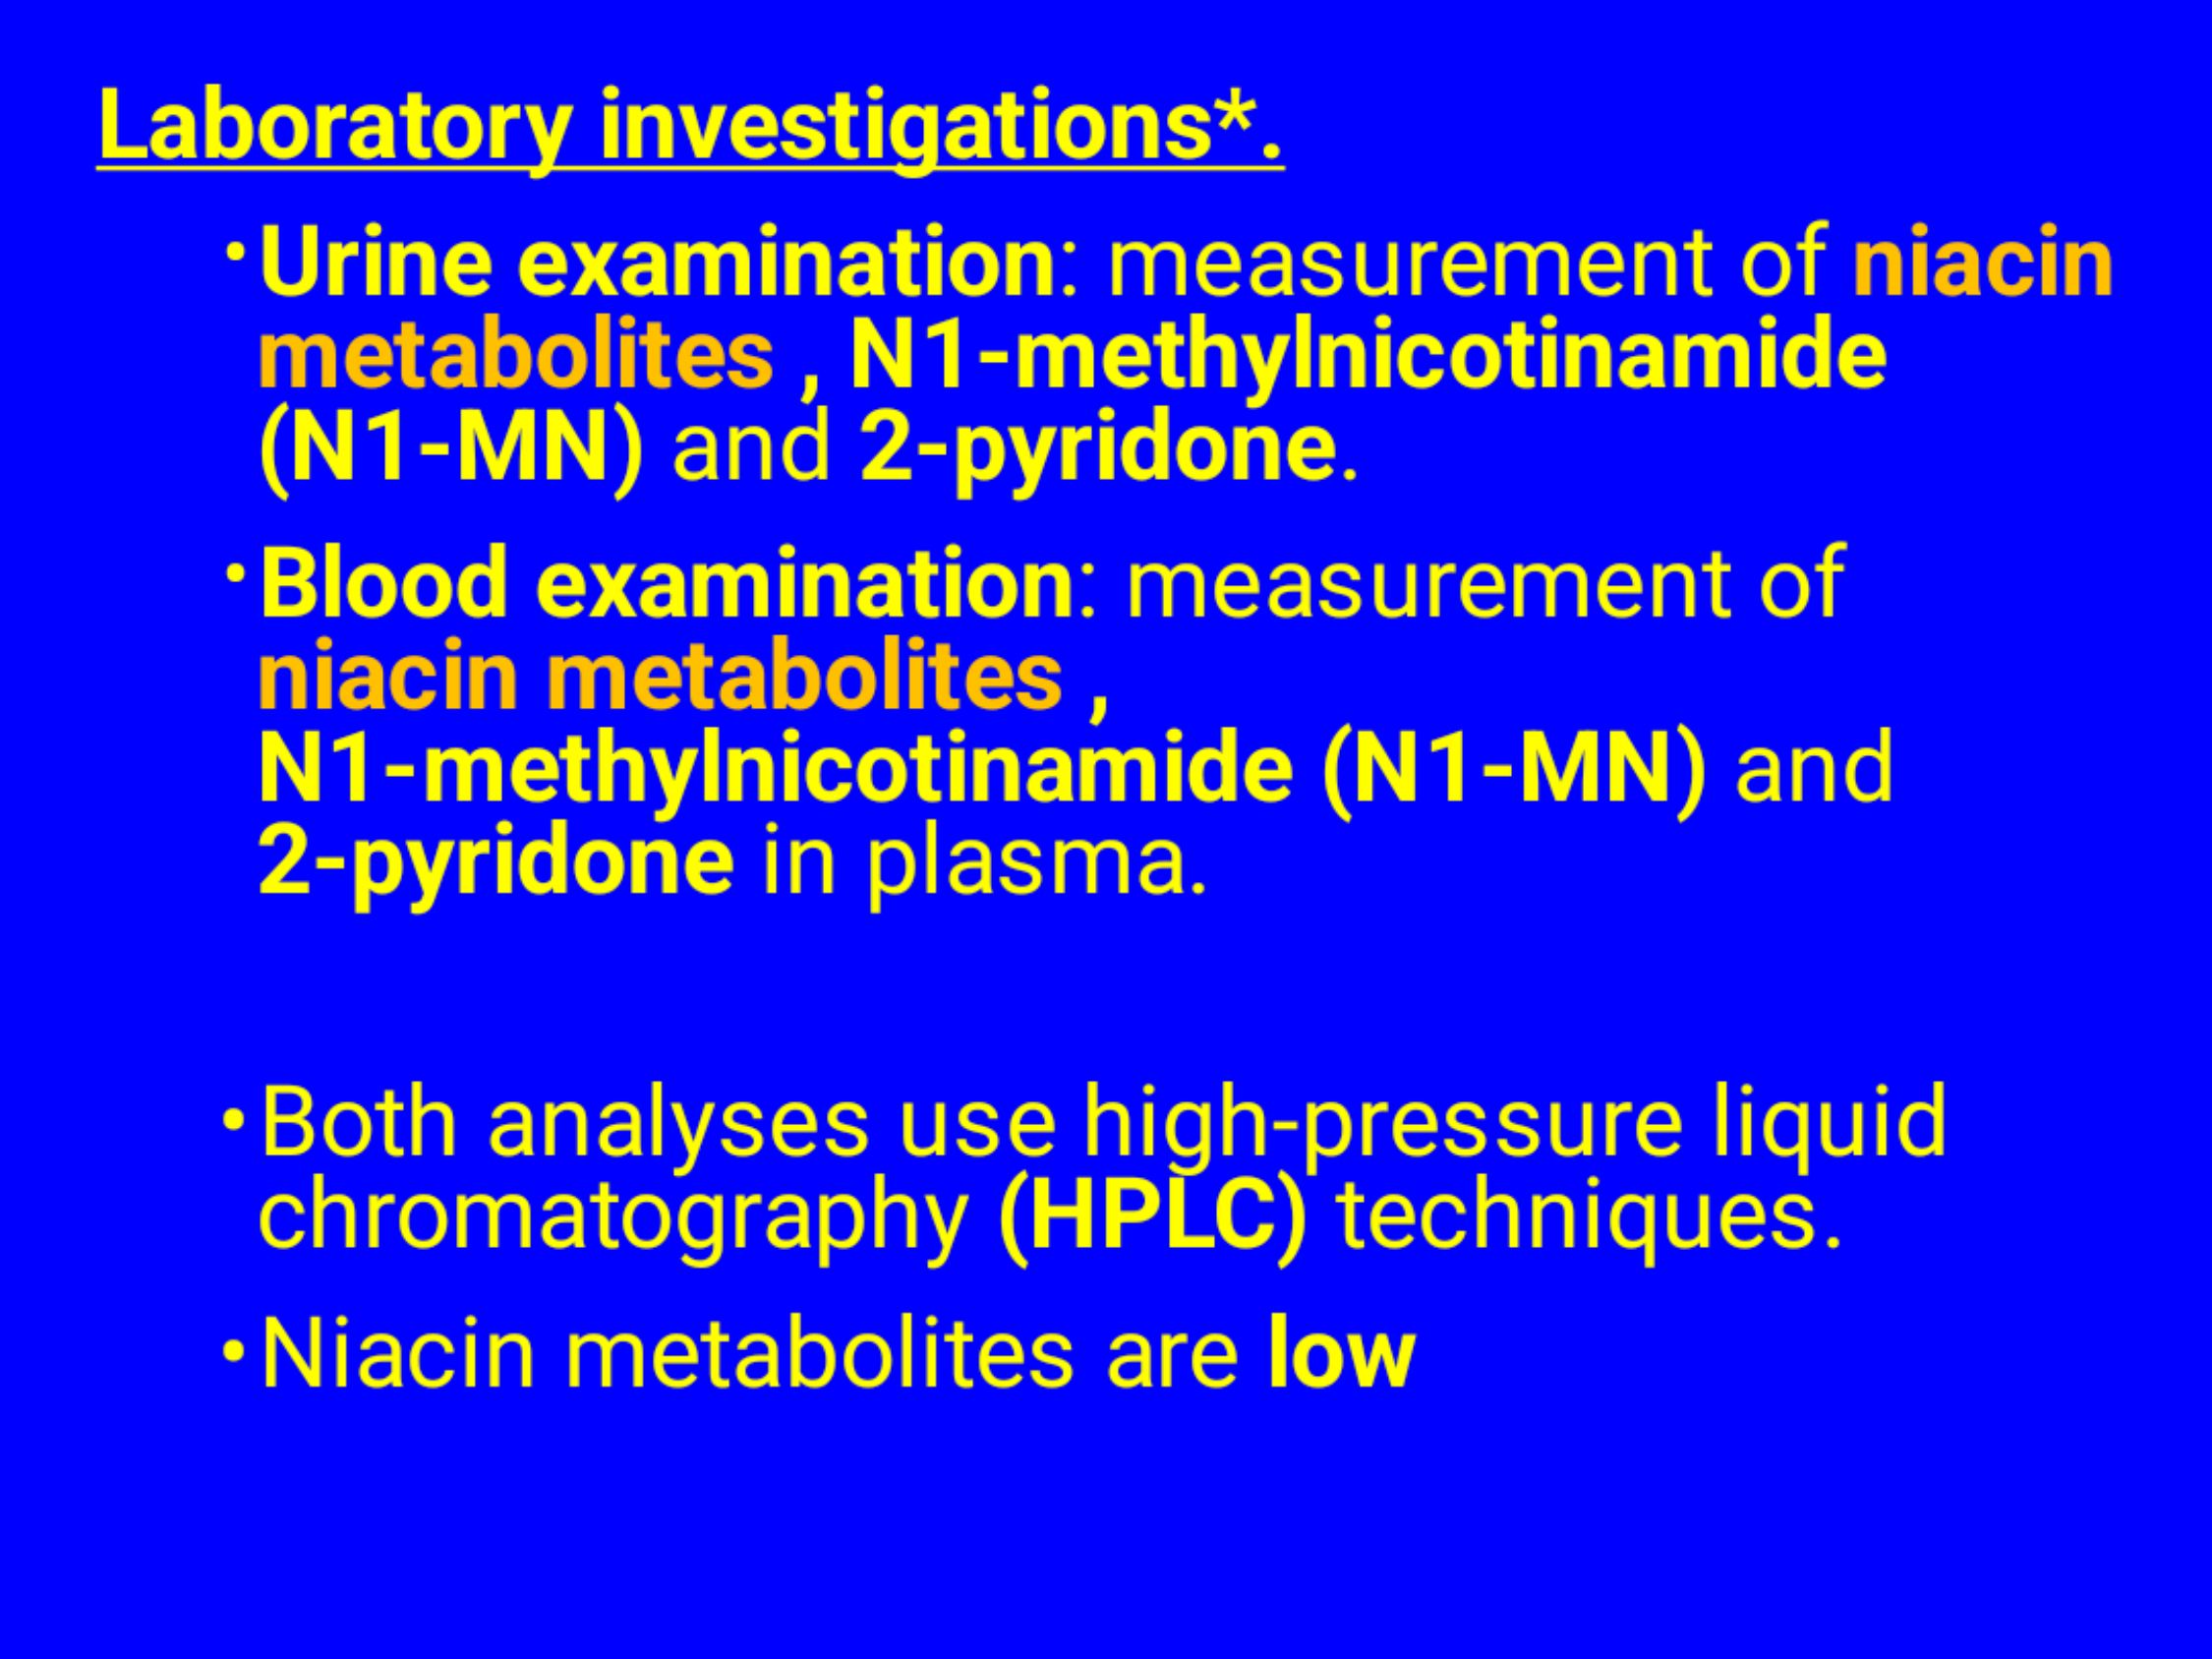 Laboratory investigations*.
•Urine examination: measurement of niacin
metabolites , N1-methylnicotinamide
(N1-MN) and 2-pyridone.
•Blood examination: measurement of
niacin metabolites ,
N1-methylnicotinamide (N1-MN) and
2-pyridone in plasma.
•Both analyses use high-pressure liquid
chromatography (HPLC) techniques.
•Niacin metabolites are low